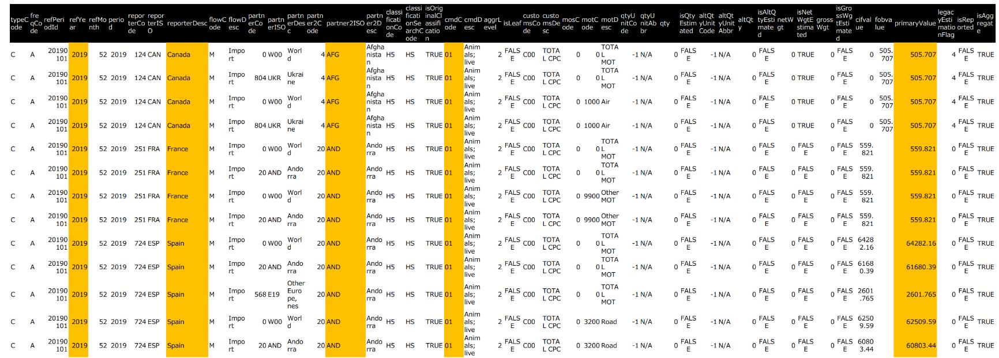 typeCode freqCode refPeriodId refYear refMonth period reporterCode reporterISO reporterDesc flowCode flowDesc partnerCode partnerISO partnerDesc partner2Code partner2ISO partner2Desc classificationCode classificationSearchCode isOriginalClassification cmdCode cmdDesc aggrLevel isLeaf customsCode customsDesc mosCode motCode motDesc qtyUnitCode qtyUnitAbbr qty isQtyEstimated altQtyUnitCode altQtyUnitAbbr altQty isAltQtyEstimated netWgt isNetWgtEstimated grossWgt isGrossWgtEstimated cifvalue fobvalue primaryValue legacyEstimationFlag isReported isAggregate
C A 20190101 2019 52 2019 124 CAN Canada M Import 0 W00 World 4 AFG Afghanistan H5 HS TRUE 01 Animals; live 2 FALSE C00 TOTAL CPC 0 0 TOTAL MOT -1 N/A 0 FALSE -1 N/A 0 FALSE 0 TRUE 0 FALSE 0 505.707 505.707 4 FALSE TRUE
C A 20190101 2019 52 2019 124 CAN Canada M Import 804 UKR Ukraine 4 AFG Afghanistan H5 HS TRUE 01 Animals; live 2 FALSE C00 TOTAL CPC 0 0 TOTAL MOT -1 N/A 0 FALSE -1 N/A 0 FALSE 0 TRUE 0 FALSE 0 505.707 505.707 4 FALSE TRUE
C A 20190101 2019 52 2019 124 CAN Canada M Import 0 W00 World 4 AFG Afghanistan H5 HS TRUE 01 Animals; live 2 FALSE C00 TOTAL CPC 0 1000 Air -1 N/A 0 FALSE -1 N/A 0 FALSE 0 TRUE 0 FALSE 0 505.707 505.707 4 FALSE TRUE
C A 20190101 2019 52 2019 124 CAN Canada M Import 804 UKR Ukraine 4 AFG Afghanistan H5 HS TRUE 01 Animals; live 2 FALSE C00 TOTAL CPC 0 1000 Air -1 N/A 0 FALSE -1 N/A 0 FALSE 0 TRUE 0 FALSE 0 505.707 505.707 4 FALSE TRUE
C A 20190101 2019 52 2019 251 FRA France M Import 0 W00 World 20 AND Andorra H5 HS TRUE 01 Animals; live 2 FALSE C00 TOTAL CPC 0 0 TOTAL MOT -1 N/A 0 FALSE -1 N/A 0 FALSE 0 FALSE 0 FALSE 559.821 559.821 0 FALSE TRUE
C A 20190101 2019 52 2019 251 FRA France M Import 20 AND Andorra 20 AND Andorra H5 HS TRUE 01 Animals; live 2 FALSE C00 TOTAL CPC 0 0 TOTAL MOT -1 N/A 0 FALSE -1 N/A 0 FALSE 0 FALSE 0 FALSE 559.821 559.821 0 FALSE TRUE
C A 20190101 2019 52 2019 251 FRA France M Import 0 W00 World 20 AND Andorra H5 HS TRUE 01 Animals; live 2 FALSE C00 TOTAL CPC 0 9900 Other MOT -1 N/A 0 FALSE -1 N/A 0 FALSE 0 FALSE 0 FALSE 559.821 559.821 0 FALSE TRUE
C A 20190101 2019 52 2019 251 FRA France M Import 20 AND Andorra 20 AND Andorra H5 HS TRUE 01 Animals; live 2 FALSE C00 TOTAL CPC 0 9900 Other MOT -1 N/A 0 FALSE -1 N/A 0 FALSE 0 FALSE 0 FALSE 559.821 559.821 0 FALSE TRUE
C A 20190101 2019 52 2019 724 ESP Spain M Import 0 W00 World 20 AND Andorra H5 HS TRUE 01 Animals; live 2 FALSE C00 TOTAL CPC 0 0 TOTAL MOT -1 N/A 0 FALSE -1 N/A 0 FALSE 0 FALSE 0 FALSE 64282.16 64282.16 0 FALSE TRUE
C A 20190101 2019 52 2019 724 ESP Spain M Import 20 AND Andorra 20 AND Andorra H5 HS TRUE 01 Animals; live 2 FALSE C00 TOTAL CPC 0 0 TOTAL MOT -1 N/A 0 FALSE -1 N/A 0 FALSE 0 FALSE 0 FALSE 61680.39 61680.39 0 FALSE TRUE
C A 20190101 2019 52 2019 724 ESP Spain M Import 568 E19 Other Europe, nes 20 AND Andorra H5 HS TRUE 01 Animals; live 2 FALSE C00 TOTAL CPC 0 0 TOTAL MOT -1 N/A 0 FALSE -1 N/A 0 FALSE 0 FALSE 0 FALSE 2601.765 2601.765 0 FALSE TRUE
C A 20190101 2019 52 2019 724 ESP Spain M Import 0 W00 World 20 AND Andorra H5 HS TRUE 01 Animals; live 2 FALSE C00 TOTAL CPC 0 3200 Road -1 N/A 0 FALSE -1 N/A 0 FALSE 0 FALSE 0 FALSE 62509.59 62509.59 0 FALSE TRUE
C A 20190101 2019 52 2019 724 ESP Spain M Import 20 AND Andorra 20 AND Andorra H5 HS TRUE 01 Animals; live 2 FALSE C00 TOTAL CPC 0 3200 Road -1 N/A 0 FALSE -1 N/A 0 FALSE 0 FALSE 0 FALSE 60803.44 60803.44 0 FALSE TRUE